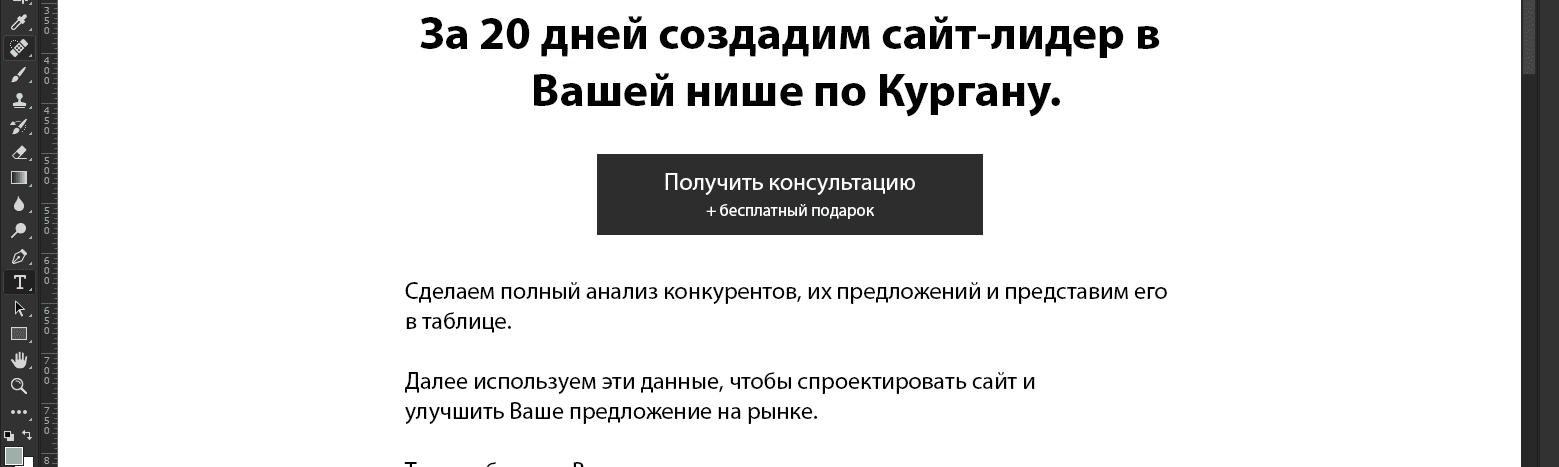 За 20 дней создадим сайт-лидер в
Вашей нише по Кургану.
Получить консультацию
+ бесплатный подарок
Сделаем полный анализ конкурентов, их предложений и представим его
в таблице.
Далее используем эти данные, чтобы спроектировать сайт и
улучшить Ваше предложение на рынке.